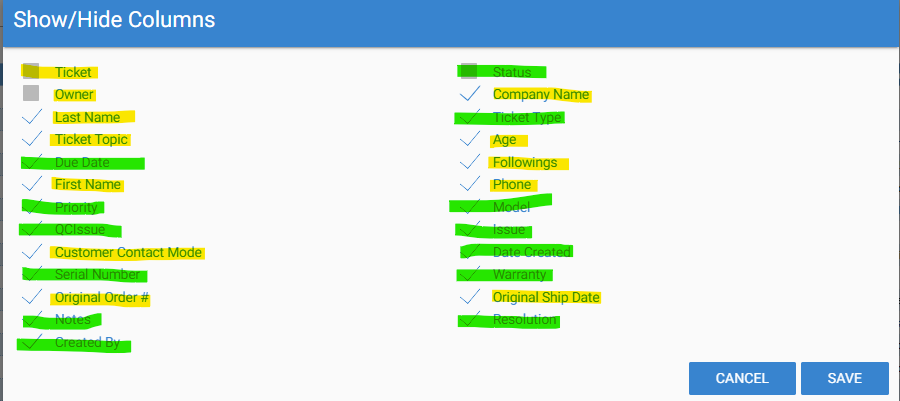 Show/Hide Columns
Ticket
Owner
Last Name
Ticket Topic
Due Date
First Name
Priority
QCIssue
Customer Contact Mode
Serial Number
Original Order #
Notes
Created By
Status
Company Name
Ticket Type
Age
Followings
Phone
Model
Issue
Date Created
Warranty
Original Ship Date
Resolution
CANCEL
SAVE